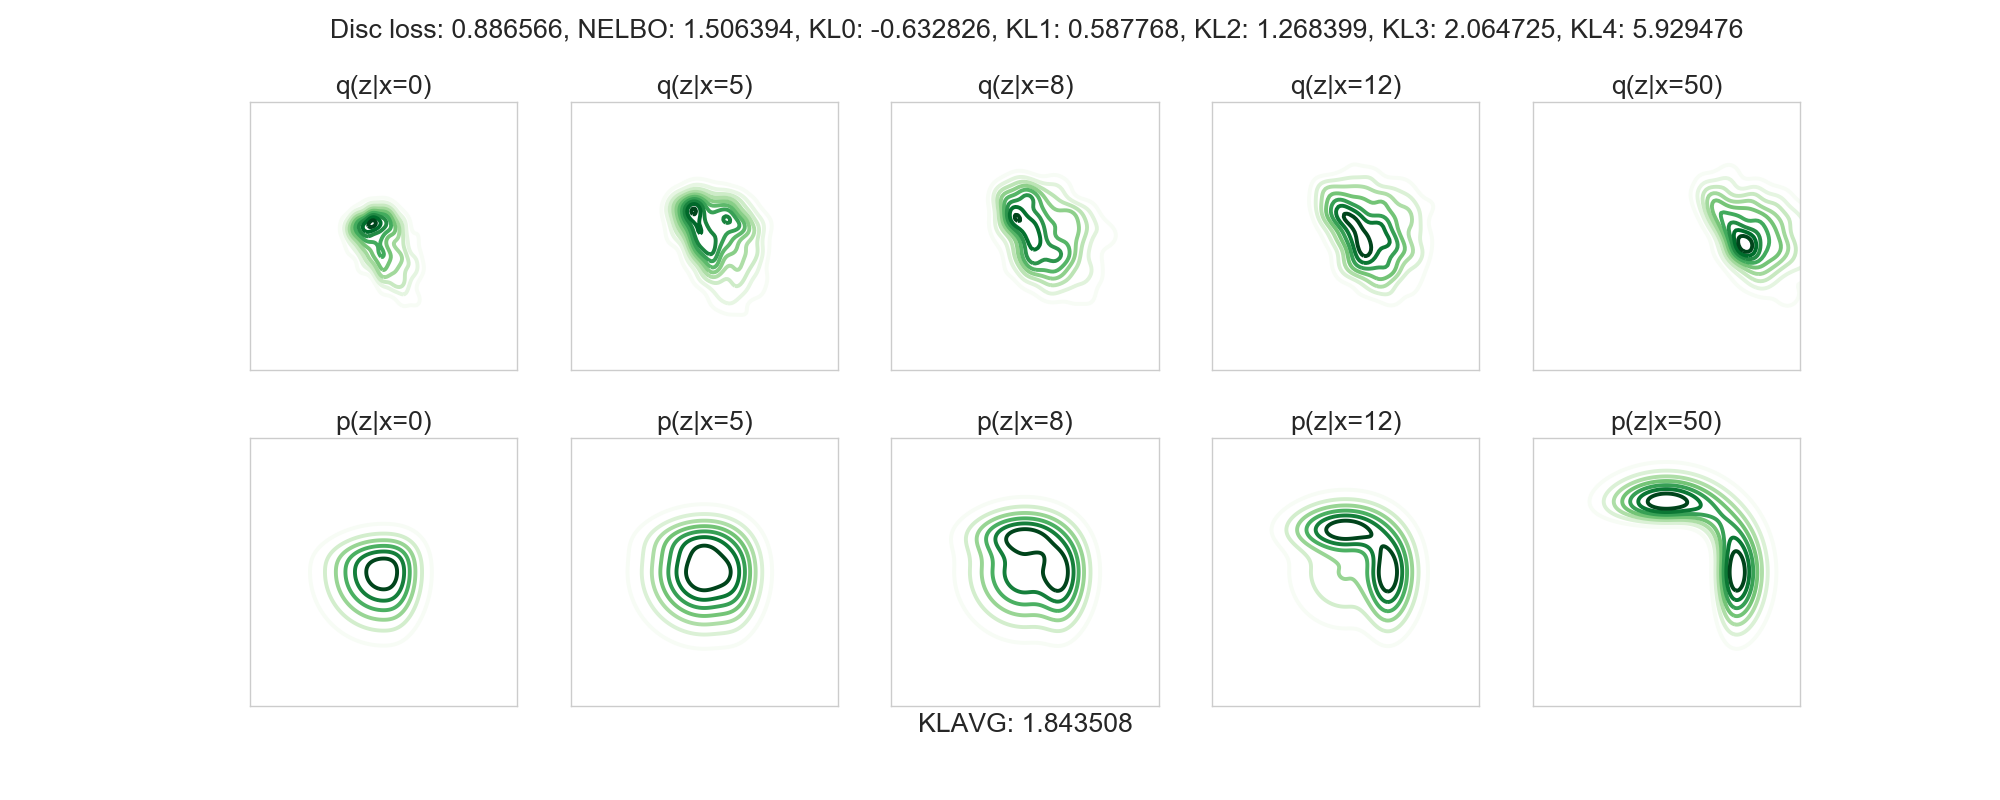 Disc loss: 0.886566, NELBO: 1.506394, KL0: -0.632826, KL1: 0.587768, KL2: 1.268399, KL3: 2.064725, KL4: 5.929476
q(z|x=0) q(z|x=5) q(z|x=8) q(z|x=12) q(z|x=50)
p(z|x=0) p(z|x=5) p(z|x=8) p(z|x=12) p(z|x=50)
KLAVG: 1.843508